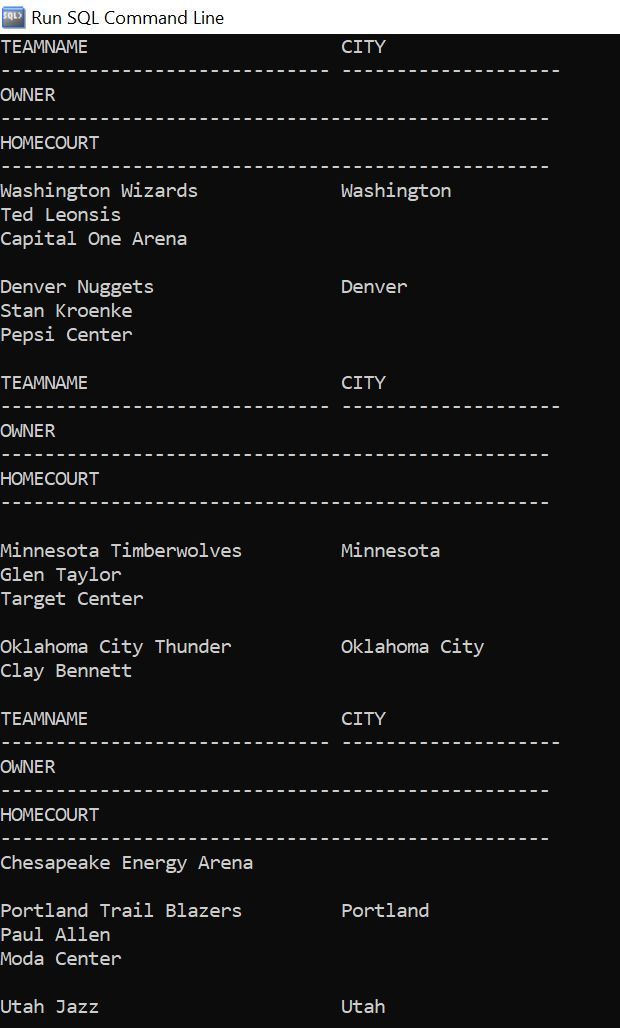 SQL>
Run SQL Command Line
TEAMNAME                       CITY
------------------------------ --------------------
OWNER
--------------------------------------------------
HOMECOURT
--------------------------------------------------
Washington Wizards             Washington
Ted Leonsis
Capital One Arena

Denver Nuggets                 Denver
Stan Kroenke
Pepsi Center

TEAMNAME                       CITY
------------------------------ --------------------
OWNER
--------------------------------------------------
HOMECOURT
--------------------------------------------------

Minnesota Timberwolves         Minnesota
Glen Taylor
Target Center

Oklahoma City Thunder          Oklahoma City
Clay Bennett

TEAMNAME                       CITY
------------------------------ --------------------
OWNER
--------------------------------------------------
HOMECOURT
--------------------------------------------------
Chesapeake Energy Arena

Portland Trail Blazers         Portland
Paul Allen
Moda Center

Utah Jazz                      Utah